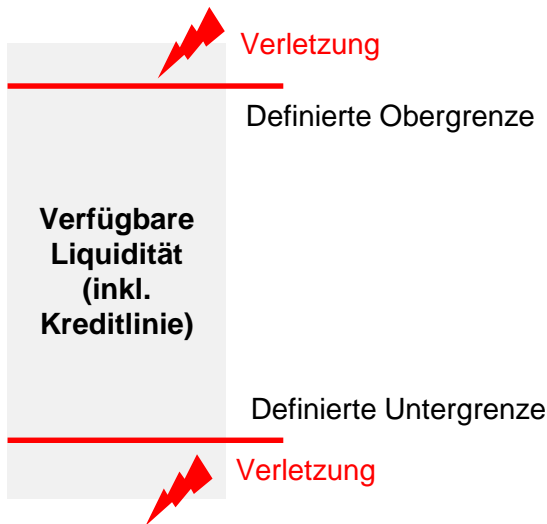 Verletzung
Definierte Obergrenze
Verfügbare
Liquidität
(inkl.
Kreditlinie)
Definierte Untergrenze
Verletzung